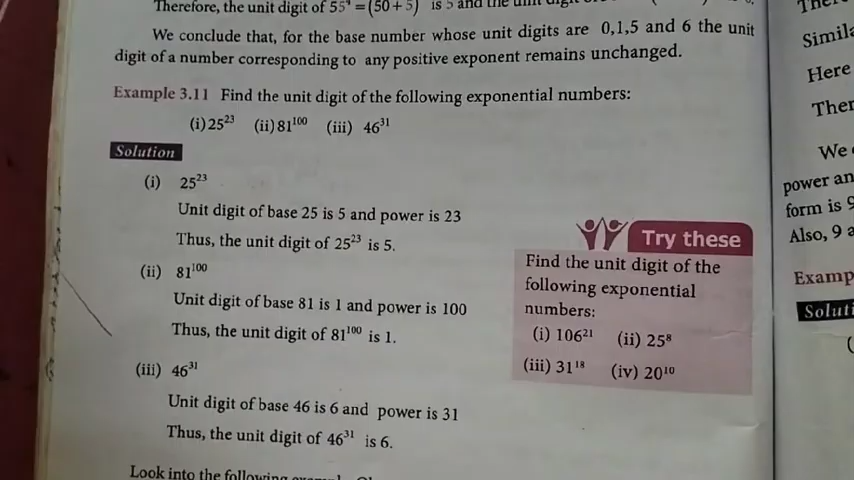 Therefore, the unit digit of 55⁴ = (50 + 5) is 5 and the unit
We conclude that, for the base number whose unit digits are 0,1,5 and 6 the unit
digit of a number corresponding to any positive exponent remains unchanged.
Example 3.11 Find the unit digit of the following exponential numbers:
(i) 25²³ (ii) 81¹⁰⁰ (iii) 46³¹
Solution
(i) 25²³
Unit digit of base 25 is 5 and power is 23
Thus, the unit digit of 25²³ is 5.
(ii) 81¹⁰⁰
Unit digit of base 81 is 1 and power is 100
Thus, the unit digit of 81¹⁰⁰ is 1.
(iii) 46³¹
Unit digit of base 46 is 6 and power is 31
Thus, the unit digit of 46³¹ is 6.
Look into the following
Try these
Find the unit digit of the
following exponential
numbers:
(i) 106²¹ (ii) 25⁸
(iii) 31¹⁸ (iv) 20¹⁰
Simila
Here
Ther
We
power an
form is 9
Also, 9 a
Examp
Soluti